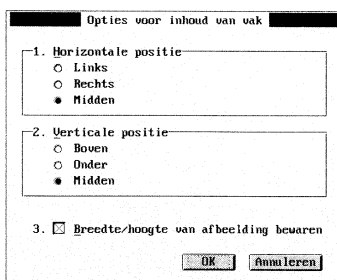 Opties voor inhoud van vak
1. Horizontale positie
Links
Rechts
Midden
2. Verticale positie
Boven
Onder
Midden
3. Breedte/hoogte van afbeelding bewaren
OK Annuleren